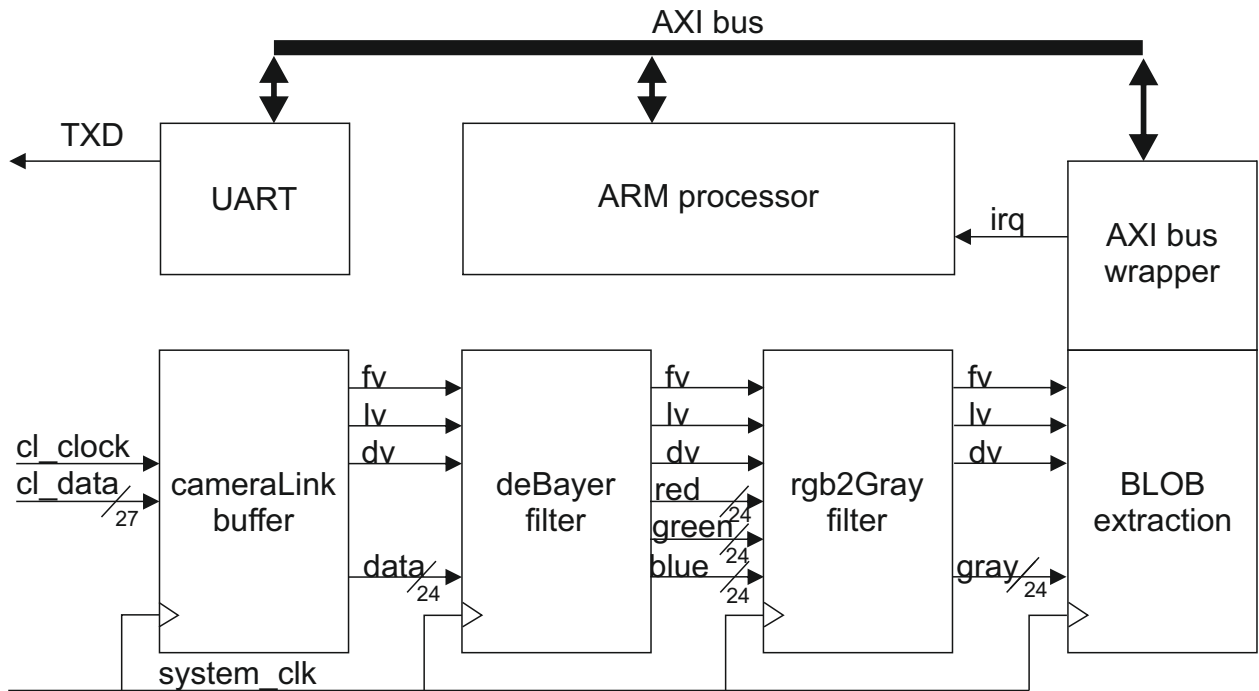 AXI bus
TXD
UART
ARM processor
irq
AXI bus
wrapper
cl_clock
cl_data
27
cameraLink
buffer
fv
lv
dv
data
24
deBayer
filter
fv
lv
dv
red
24
green
24
blue
24
rgb2Gray
filter
fv
lv
dv
gray
24
BLOB
extraction
system_clk